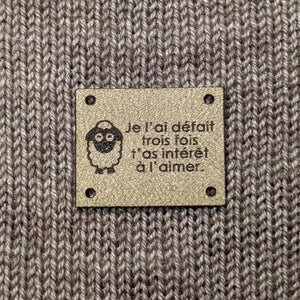 Je l'ai défait
trois fois
t'as intérêt
à l'aimer.